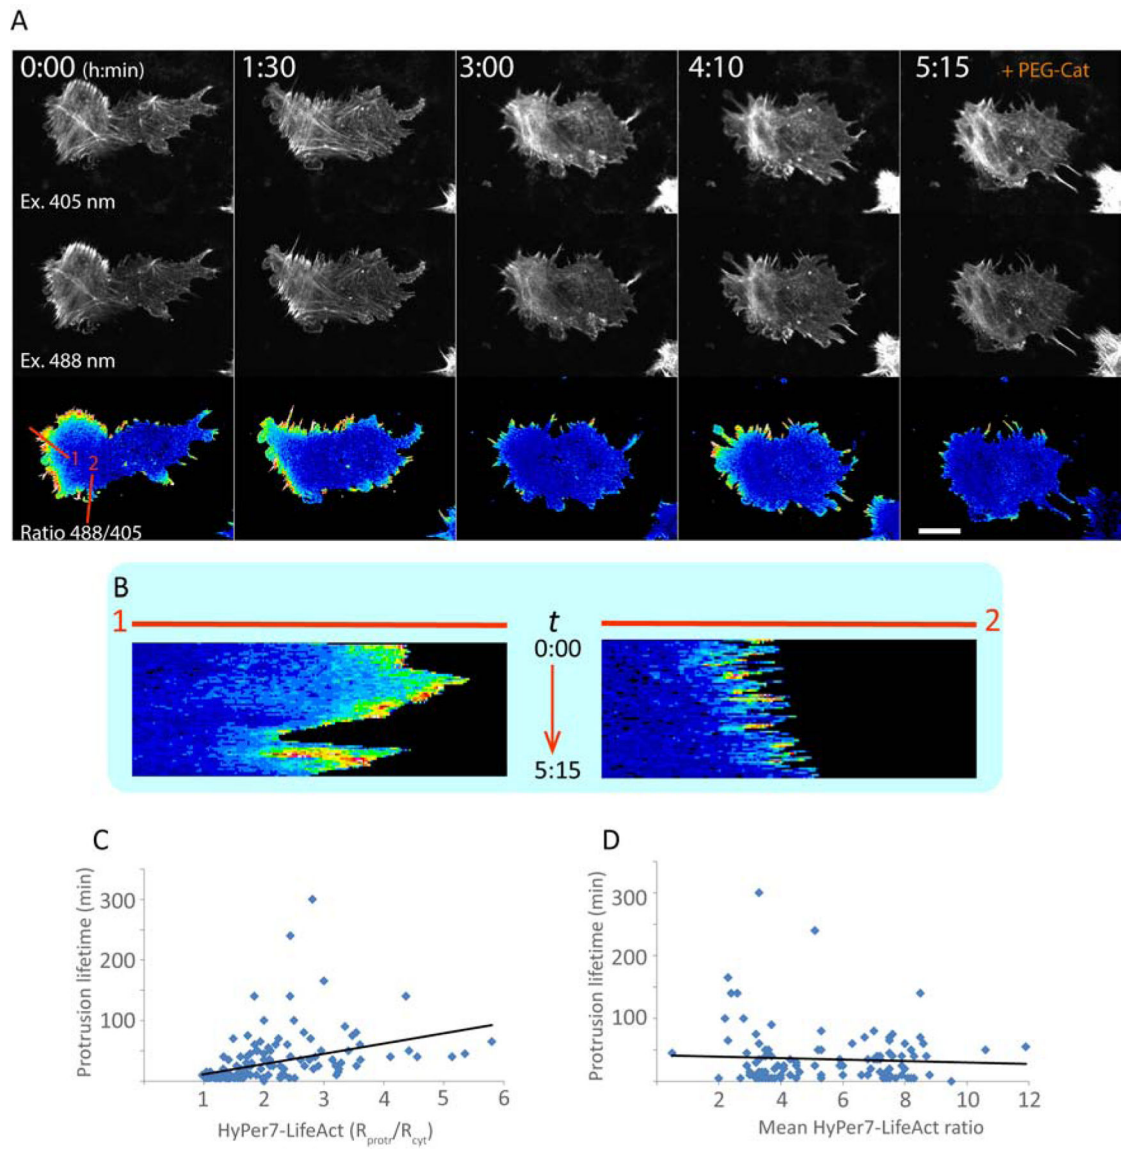 A
0:00 (h:min) 1:30 3:00 4:10 5:15 + PEG-Cat
Ex. 405 nm
Ex. 488 nm
1 2
Ratio 488/405
B
1 t 2
0:00
5:15
C D
Protrusion lifetime (min)
300
200
100
1 2 3 4 5 6
HyPer7-LifeAct (Rprotr/Rcyt)
Protrusion lifetime (min)
300
200
100
2 4 6 8 10 12
Mean HyPer7-LifeAct ratio